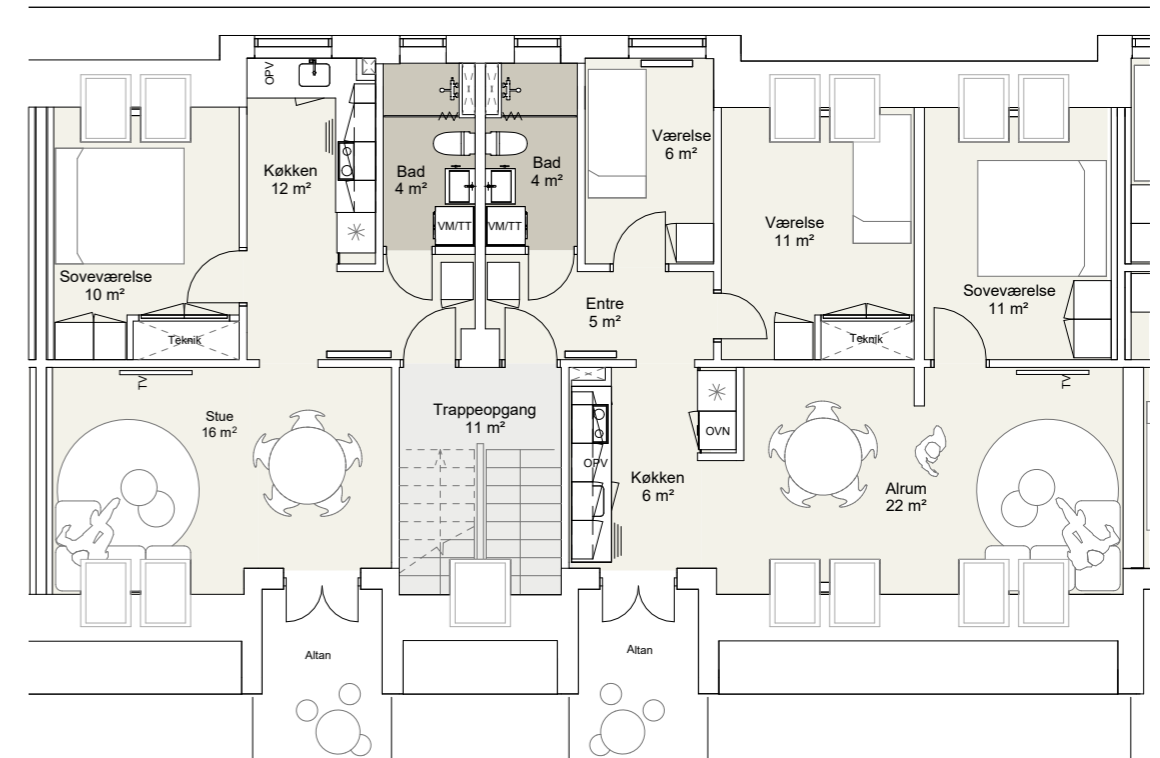 OPV
Køkken
12 m²
Bad
4 m²
Bad
4 m²
VM/TT
VM/TT
Værelse
6 m²
Værelse
11 m²
Soveværelse
10 m²
Teknik
Entre
5 m²
Teknik
Soveværelse
11 m²
TV
Stue
16 m²
Trappeopgang
11 m²
OPV
OVN
Køkken
6 m²
Alrum
22 m²
TV
Altan
Altan